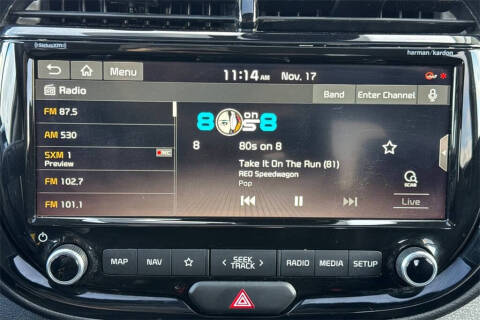 ((SiriusXM))
harman/kardon
Menu
11:14 AM
Nov. 17
Radio
Band
Enter Channel
FM 87.5
AM 530
SXM 1
REC
Preview
FM 102.7
FM 101.1
80s on 8
8
80s on 8
Take It On The Run (81)
REO Speedwagon
Pop
SCAN
Live
MAP
NAV
SEEK
TRACK
RADIO
MEDIA
SETUP